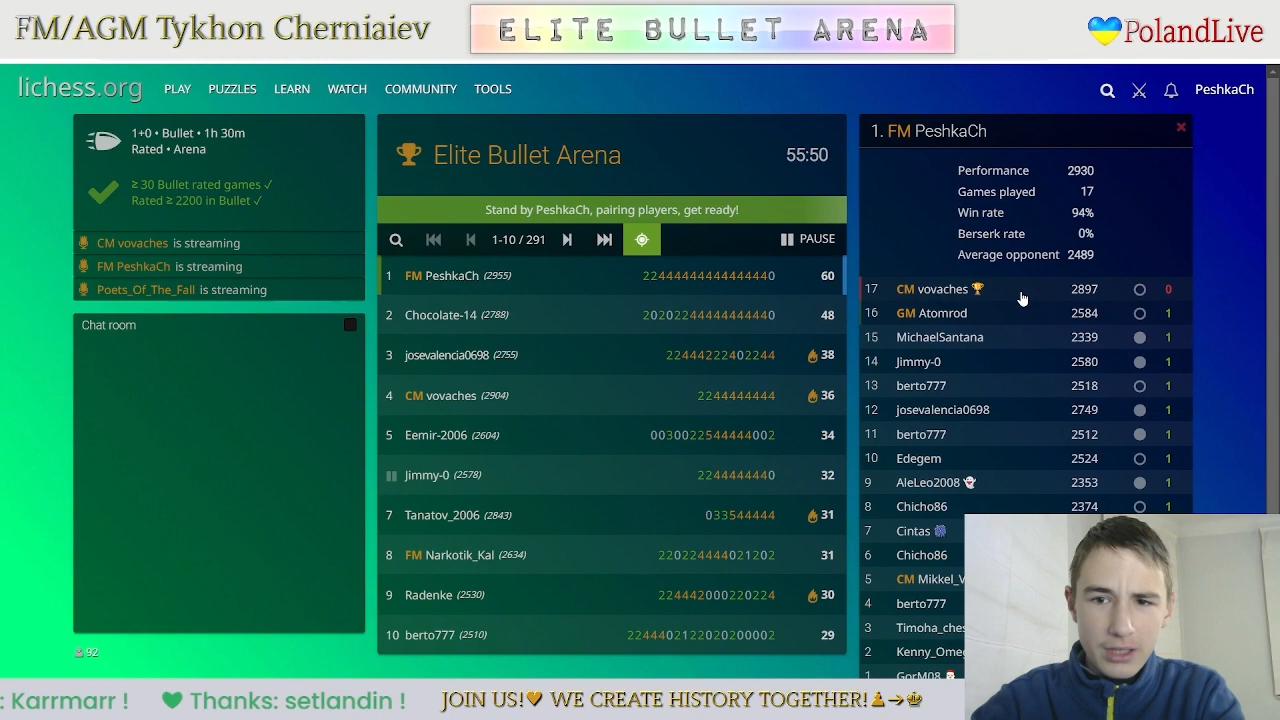 FM/AGM Tykhon Cherniaiev
ELITE BULLET ARENA
PolandLive
lichess.org
PLAY PUZZLES LEARN WATCH COMMUNITY TOOLS
PeshkaCh
1+0 • Bullet • 1h 30m
Rated • Arena
≥ 30 Bullet rated games ✓
Rated ≥ 2200 in Bullet ✓
CM vovaches is streaming
FM PeshkaCh is streaming
Poets_Of_The_Fall is streaming
Chat room
92
Elite Bullet Arena 55:50
Stand by PeshkaCh, pairing players, get ready!
1-10 / 291 PAUSE
1 FM PeshkaCh (2955) 22444444444444440 60
2 Chocolate-14 (2788) 2020224444444440 48
3 josevalencia0698 (2755) 22444222402244 38
4 CM vovaches (2904) 2244444444 36
5 Eemir-2006 (2604) 00300225444444002 34
Jimmy-0 (2578) 2244444440 32
7 Tanatov_2006 (2843) 033544444 31
8 FM Narkotik_Kal (2634) 220224444021202 31
9 Radenke (2530) 224442000220224 30
10 berto777 (2510) 2244402122020200002 29
1. FM PeshkaCh
Performance 2930
Games played 17
Win rate 94%
Berserk rate 0%
Average opponent 2489
17 CM vovaches 2897 0
16 GM Atomrod 2584 1
15 MichaelSantana 2339 1
14 Jimmy-0 2580 1
13 berto777 2518 1
12 josevalencia0698 2749 1
11 berto777 2512 1
10 Edegem 2524 1
9 AleLeo2008 2353 1
8 Chicho86 2374 1
7 Cintas
6 Chicho86
5 CM Mikkel_
4 berto777
3 Timoha_che
2 Kenny_Ome
1 GorM08
: Karrmarr ! Thanks: setlandin !
JOIN US! WE CREATE HISTORY TOGETHER!